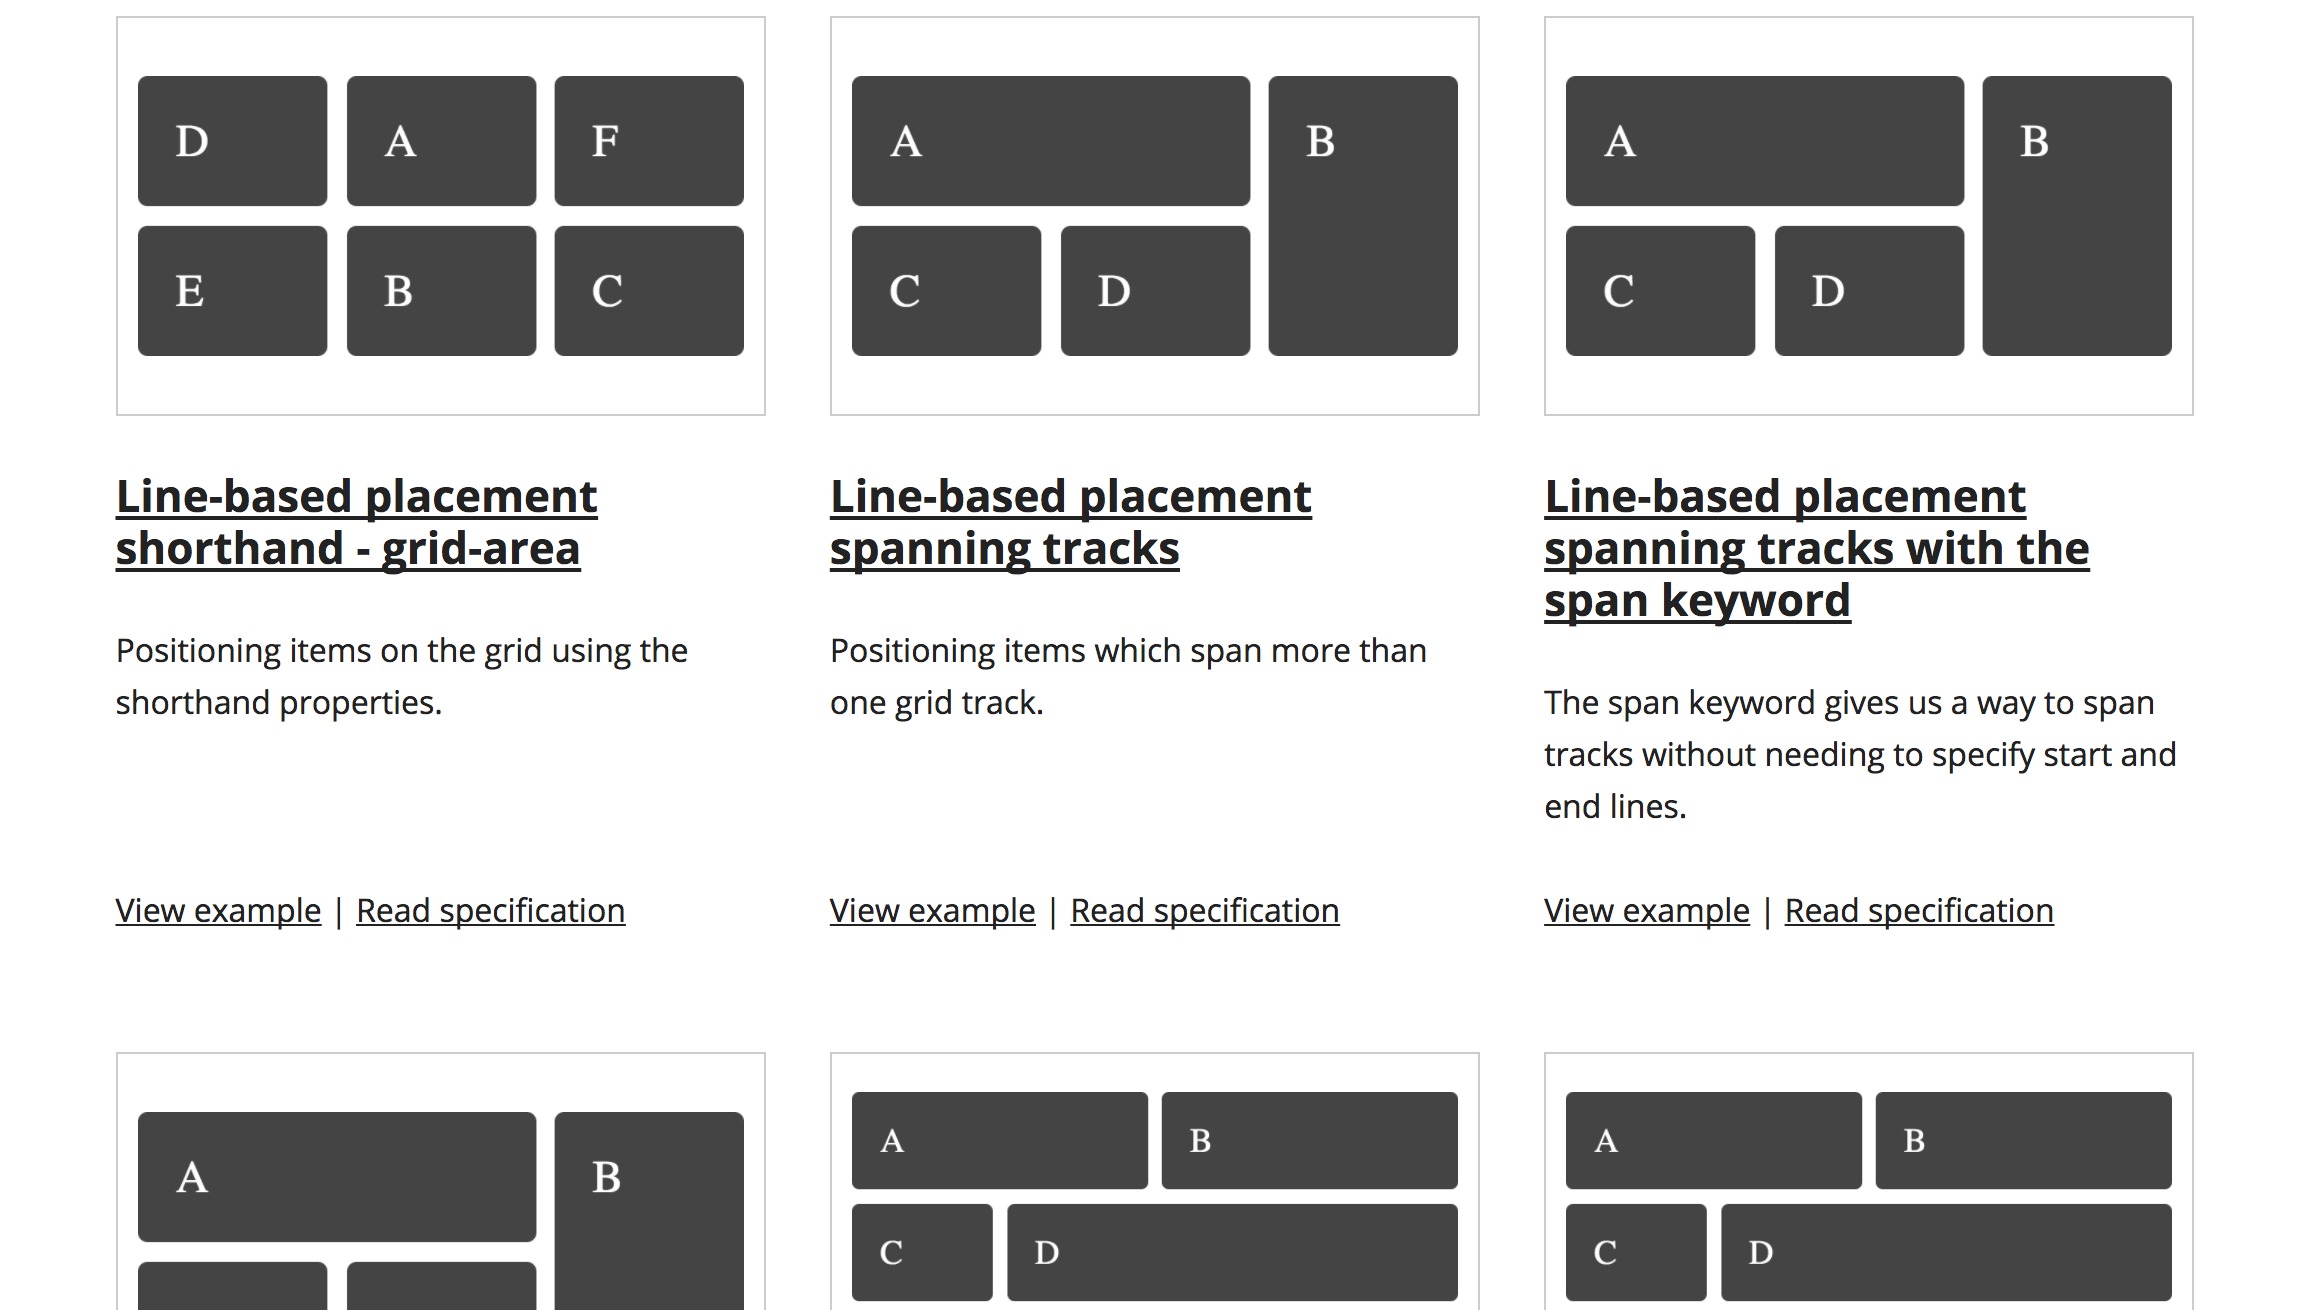 D A F
E B C
A B
C D
A B
C D
Line-based placement
shorthand - grid-area
Positioning items on the grid using the
shorthand properties.
View example | Read specification
Line-based placement
spanning tracks
Positioning items which span more than
one grid track.
View example | Read specification
Line-based placement
spanning tracks with the
span keyword
The span keyword gives us a way to span
tracks without needing to specify start and
end lines.
View example | Read specification
A B
A B
C D
A B
C D